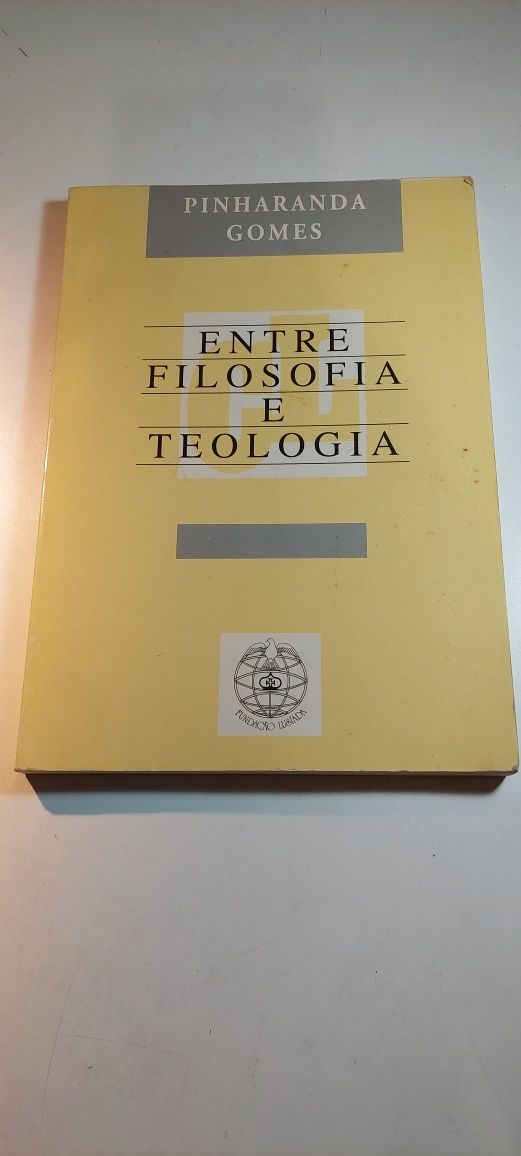 PINHARANDA
GOMES
ENTRE
FILOSOFIA
E
TEOLOGIA
FUNDAÇÃO LUSÍADA